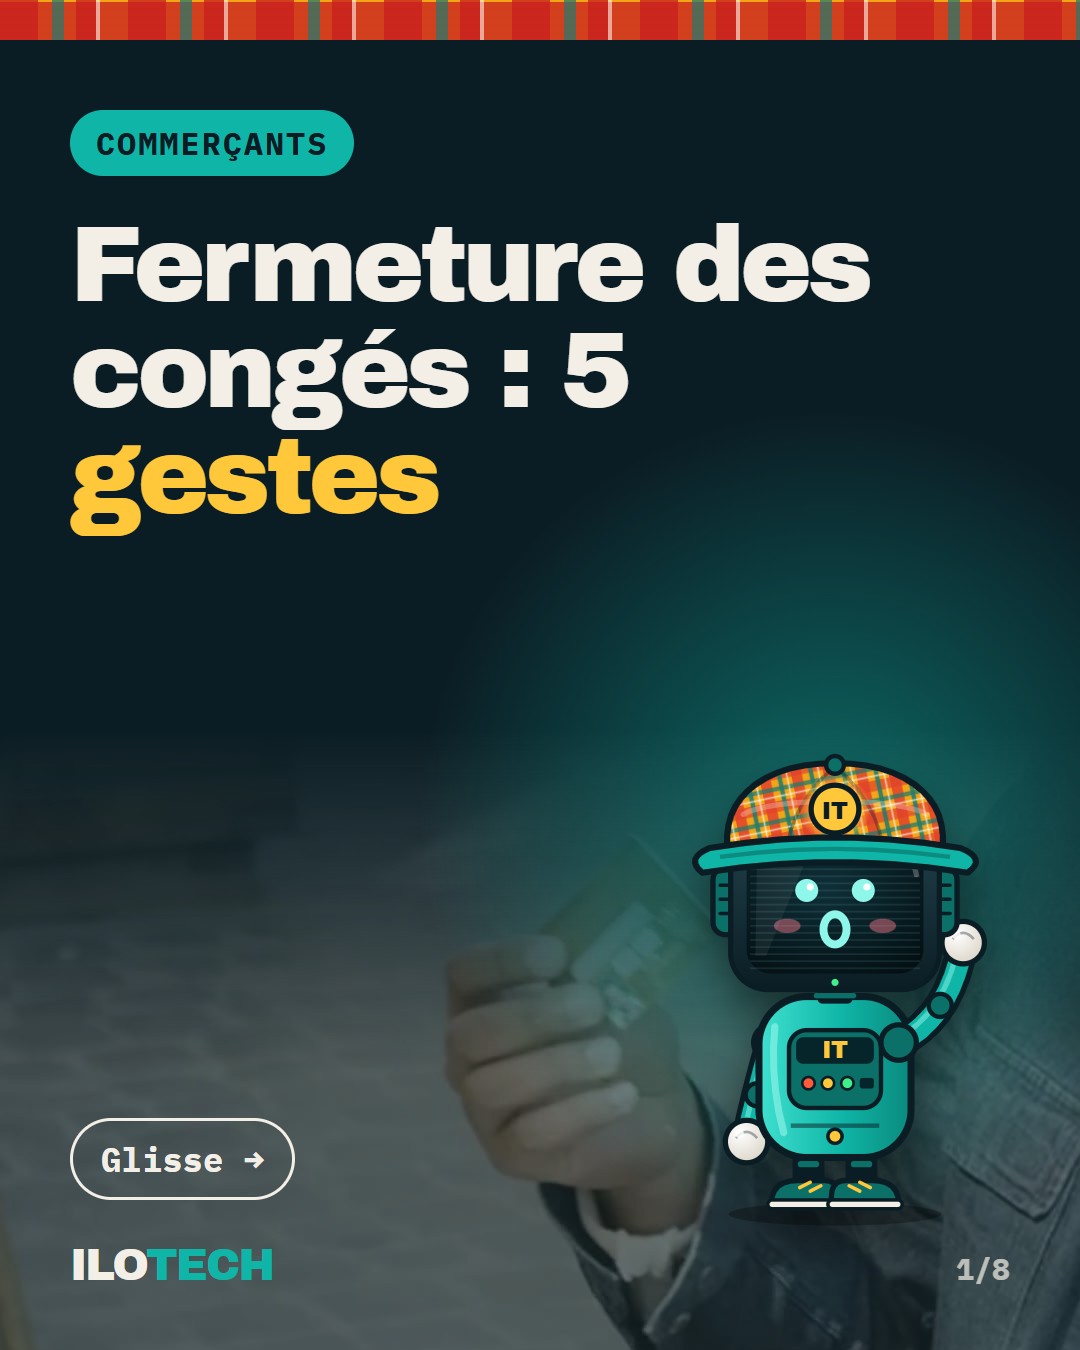 COMMERÇANTS
Fermeture des
congés : 5
gestes
IT
IT
Glisse →
ILOTECH
1/8